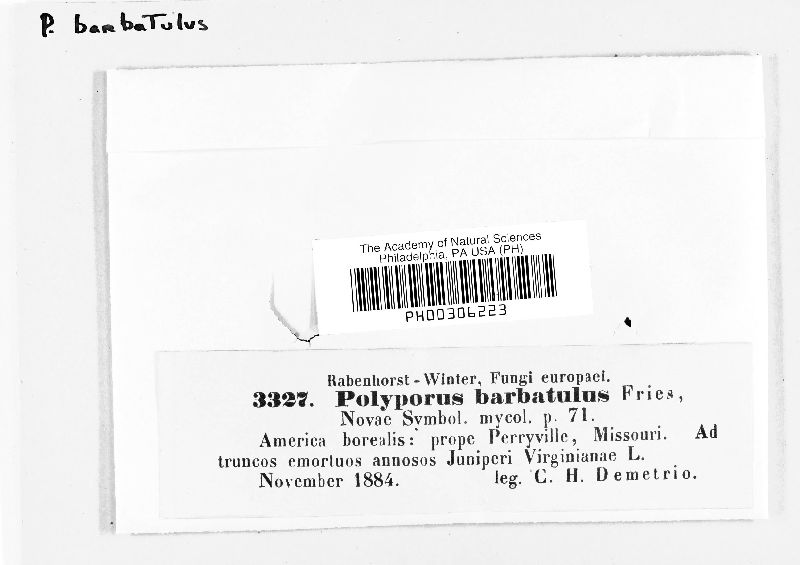 P. barbatulus
The Academy of Natural Sciences
Philadelphia, PA USA (PH)
PH00306223
Rabenhorst-Winter, Fungi europaei.
3327. Polyporus barbatulus Fries,
Novae Symbol. mycol. p. 71.
America borealis: prope Perryville, Missouri. Ad
truncos emortuos annosos Juniperi Virginianae L.
November 1884. leg. C. H. Demetrio.